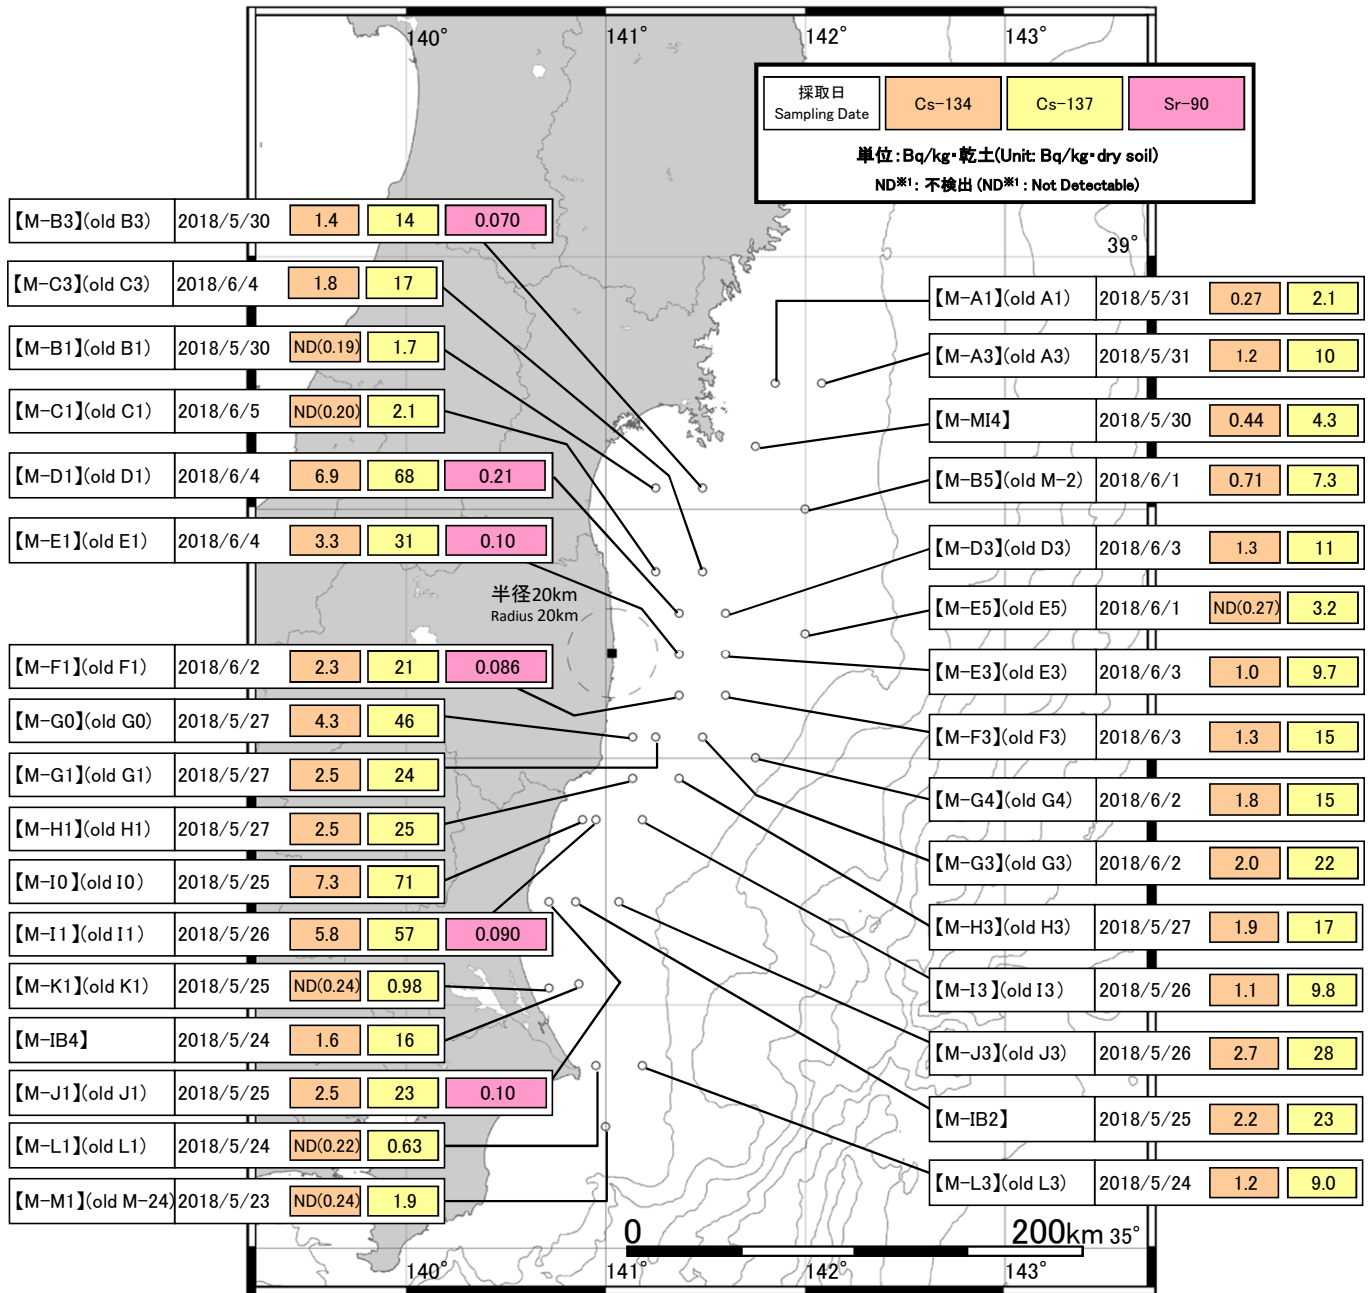 140° 141° 142° 143°
採取日
Sampling Date
Cs-134 Cs-137 Sr-90
単位:Bq/kg・乾土(Unit: Bq/kg・dry soil)
ND※1: 不検出 (ND※1: Not Detectable)
39°
【M-B3】(old B3) 2018/5/30 1.4 14 0.070
【M-C3】(old C3) 2018/6/4 1.8 17
【M-B1】(old B1) 2018/5/30 ND(0.19) 1.7
【M-C1】(old C1) 2018/6/5 ND(0.20) 2.1
【M-D1】(old D1) 2018/6/4 6.9 68 0.21
【M-E1】(old E1) 2018/6/4 3.3 31 0.10
半径20km
Radius 20km
【M-F1】(old F1) 2018/6/2 2.3 21 0.086
【M-G0】(old G0) 2018/5/27 4.3 46
【M-G1】(old G1) 2018/5/27 2.5 24
【M-H1】(old H1) 2018/5/27 2.5 25
【M-I0】(old I0) 2018/5/25 7.3 71
【M-I1】(old I1) 2018/5/26 5.8 57 0.090
【M-K1】(old K1) 2018/5/25 ND(0.24) 0.98
【M-IB4】 2018/5/24 1.6 16
【M-J1】(old J1) 2018/5/25 2.5 23 0.10
【M-L1】(old L1) 2018/5/24 ND(0.22) 0.63
【M-M1】(old M-24) 2018/5/23 ND(0.24) 1.9
【M-A1】(old A1) 2018/5/31 0.27 2.1
【M-A3】(old A3) 2018/5/31 1.2 10
【M-MI4】 2018/5/30 0.44 4.3
【M-B5】(old M-2) 2018/6/1 0.71 7.3
【M-D3】(old D3) 2018/6/3 1.3 11
【M-E5】(old E5) 2018/6/1 ND(0.27) 3.2
【M-E3】(old E3) 2018/6/3 1.0 9.7
【M-F3】(old F3) 2018/6/3 1.3 15
【M-G4】(old G4) 2018/6/2 1.8 15
【M-G3】(old G3) 2018/6/2 2.0 22
【M-H3】(old H3) 2018/5/27 1.9 17
【M-I3】(old I3) 2018/5/26 1.1 9.8
【M-J3】(old J3) 2018/5/26 2.7 28
【M-IB2】 2018/5/25 2.2 23
【M-L3】(old L3) 2018/5/24 1.2 9.0
0 200km 35°
140° 141° 142° 143°